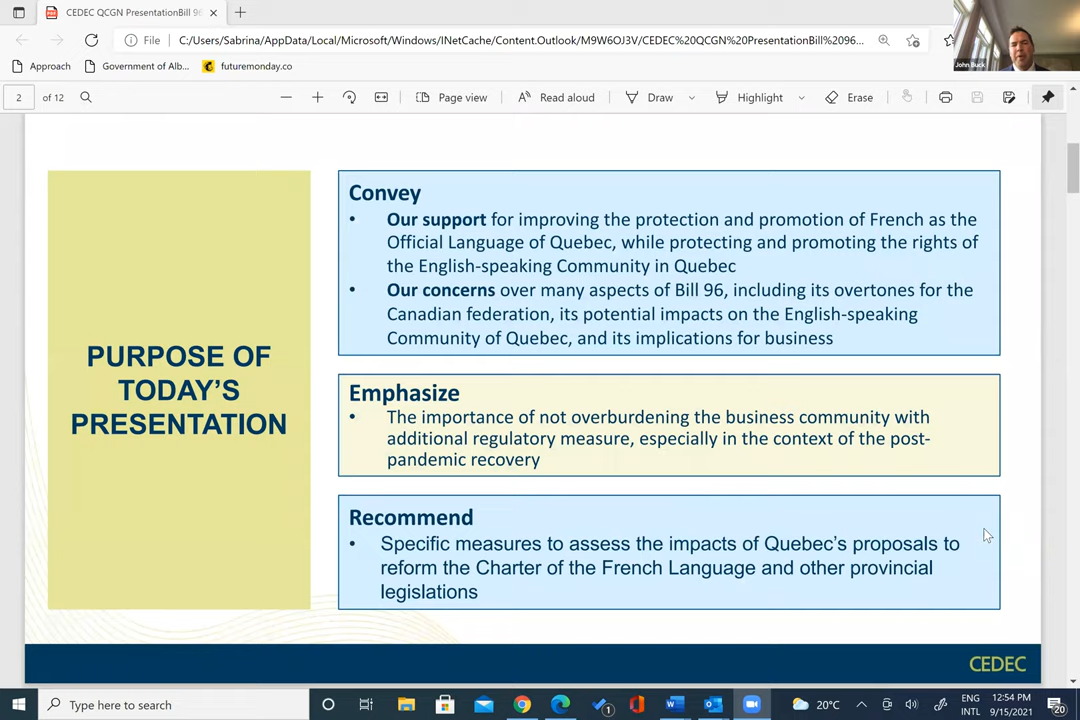 CEDEC QCGN PresentationBill 96
File
C:/Users/Sabrina/AppData/Local/Microsoft/Windows/INetCache/Content.Outlook/M9W6OJ3V/CEDEC%20QCGN%20PresentationBill%2096...
Approach
Government of Alb...
futuremonday.co
John Buck
2
of 12
Page view
Read aloud
Draw
Highlight
Erase
PURPOSE OF
TODAY'S
PRESENTATION
Convey
• Our support for improving the protection and promotion of French as the
Official Language of Quebec, while protecting and promoting the rights of
the English-speaking Community in Quebec
• Our concerns over many aspects of Bill 96, including its overtones for the
Canadian federation, its potential impacts on the English-speaking
Community of Quebec, and its implications for business
Emphasize
• The importance of not overburdening the business community with
additional regulatory measure, especially in the context of the post-
pandemic recovery
Recommend
• Specific measures to assess the impacts of Quebec's proposals to
reform the Charter of the French Language and other provincial
legislations
CEDEC
Type here to search
1
20°C
ENG
INTL
12:54 PM
9/15/2021
20